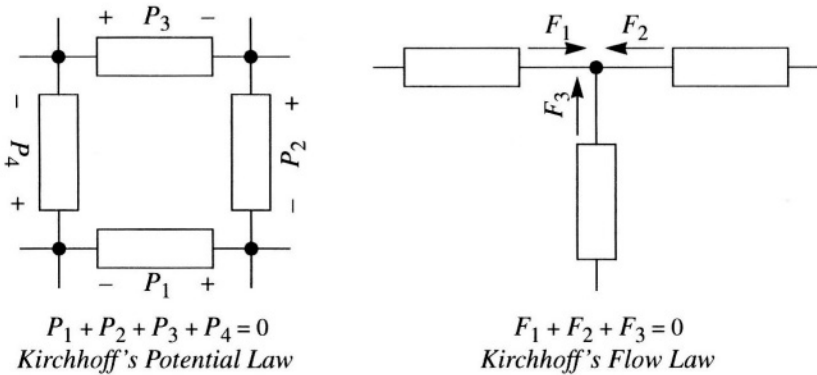 + P3 −
F1 F2
− +
P4 P2
F3
+ −
− P1 +
P1 + P2 + P3 + P4 = 0
Kirchhoff's Potential Law
F1 + F2 + F3 = 0
Kirchhoff's Flow Law